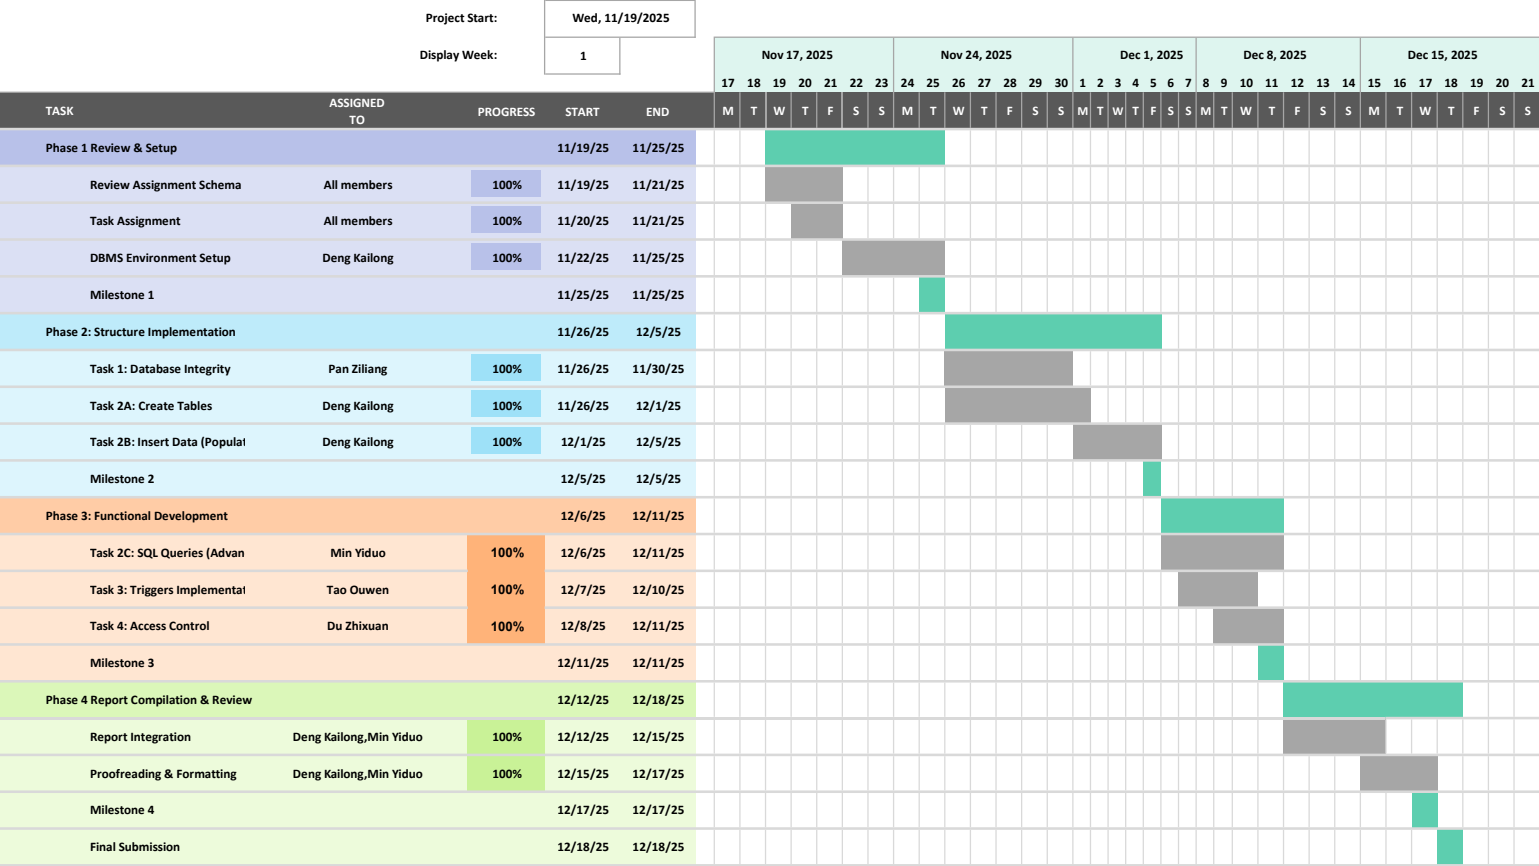 Project Start: Wed, 11/19/2025
Display Week: 1 Nov 17, 2025 Nov 24, 2025 Dec 1, 2025 Dec 8, 2025 Dec 15, 2025
17 18 19 20 21 22 23 24 25 26 27 28 29 30 1 2 3 4 5 6 7 8 9 10 11 12 13 14 15 16 17 18 19 20 21
TASK ASSIGNED TO PROGRESS START END M T W T F S S M T W T F S S M T W T F S S M T W T F S S M T W T F S S
Phase 1 Review & Setup 11/19/25 11/25/25
Review Assignment Schema All members 100% 11/19/25 11/21/25
Task Assignment All members 100% 11/20/25 11/21/25
DBMS Environment Setup Deng Kailong 100% 11/22/25 11/25/25
Milestone 1 11/25/25 11/25/25
Phase 2: Structure Implementation 11/26/25 12/5/25
Task 1: Database Integrity Pan Ziliang 100% 11/26/25 11/30/25
Task 2A: Create Tables Deng Kailong 100% 11/26/25 12/1/25
Task 2B: Insert Data (Populat Deng Kailong 100% 12/1/25 12/5/25
Milestone 2 12/5/25 12/5/25
Phase 3: Functional Development 12/6/25 12/11/25
Task 2C: SQL Queries (Advan Min Yiduo 100% 12/6/25 12/11/25
Task 3: Triggers Implementat Tao Ouwen 100% 12/7/25 12/10/25
Task 4: Access Control Du Zhixuan 100% 12/8/25 12/11/25
Milestone 3 12/11/25 12/11/25
Phase 4 Report Compilation & Review 12/12/25 12/18/25
Report Integration Deng Kailong,Min Yiduo 100% 12/12/25 12/15/25
Proofreading & Formatting Deng Kailong,Min Yiduo 100% 12/15/25 12/17/25
Milestone 4 12/17/25 12/17/25
Final Submission 12/18/25 12/18/25